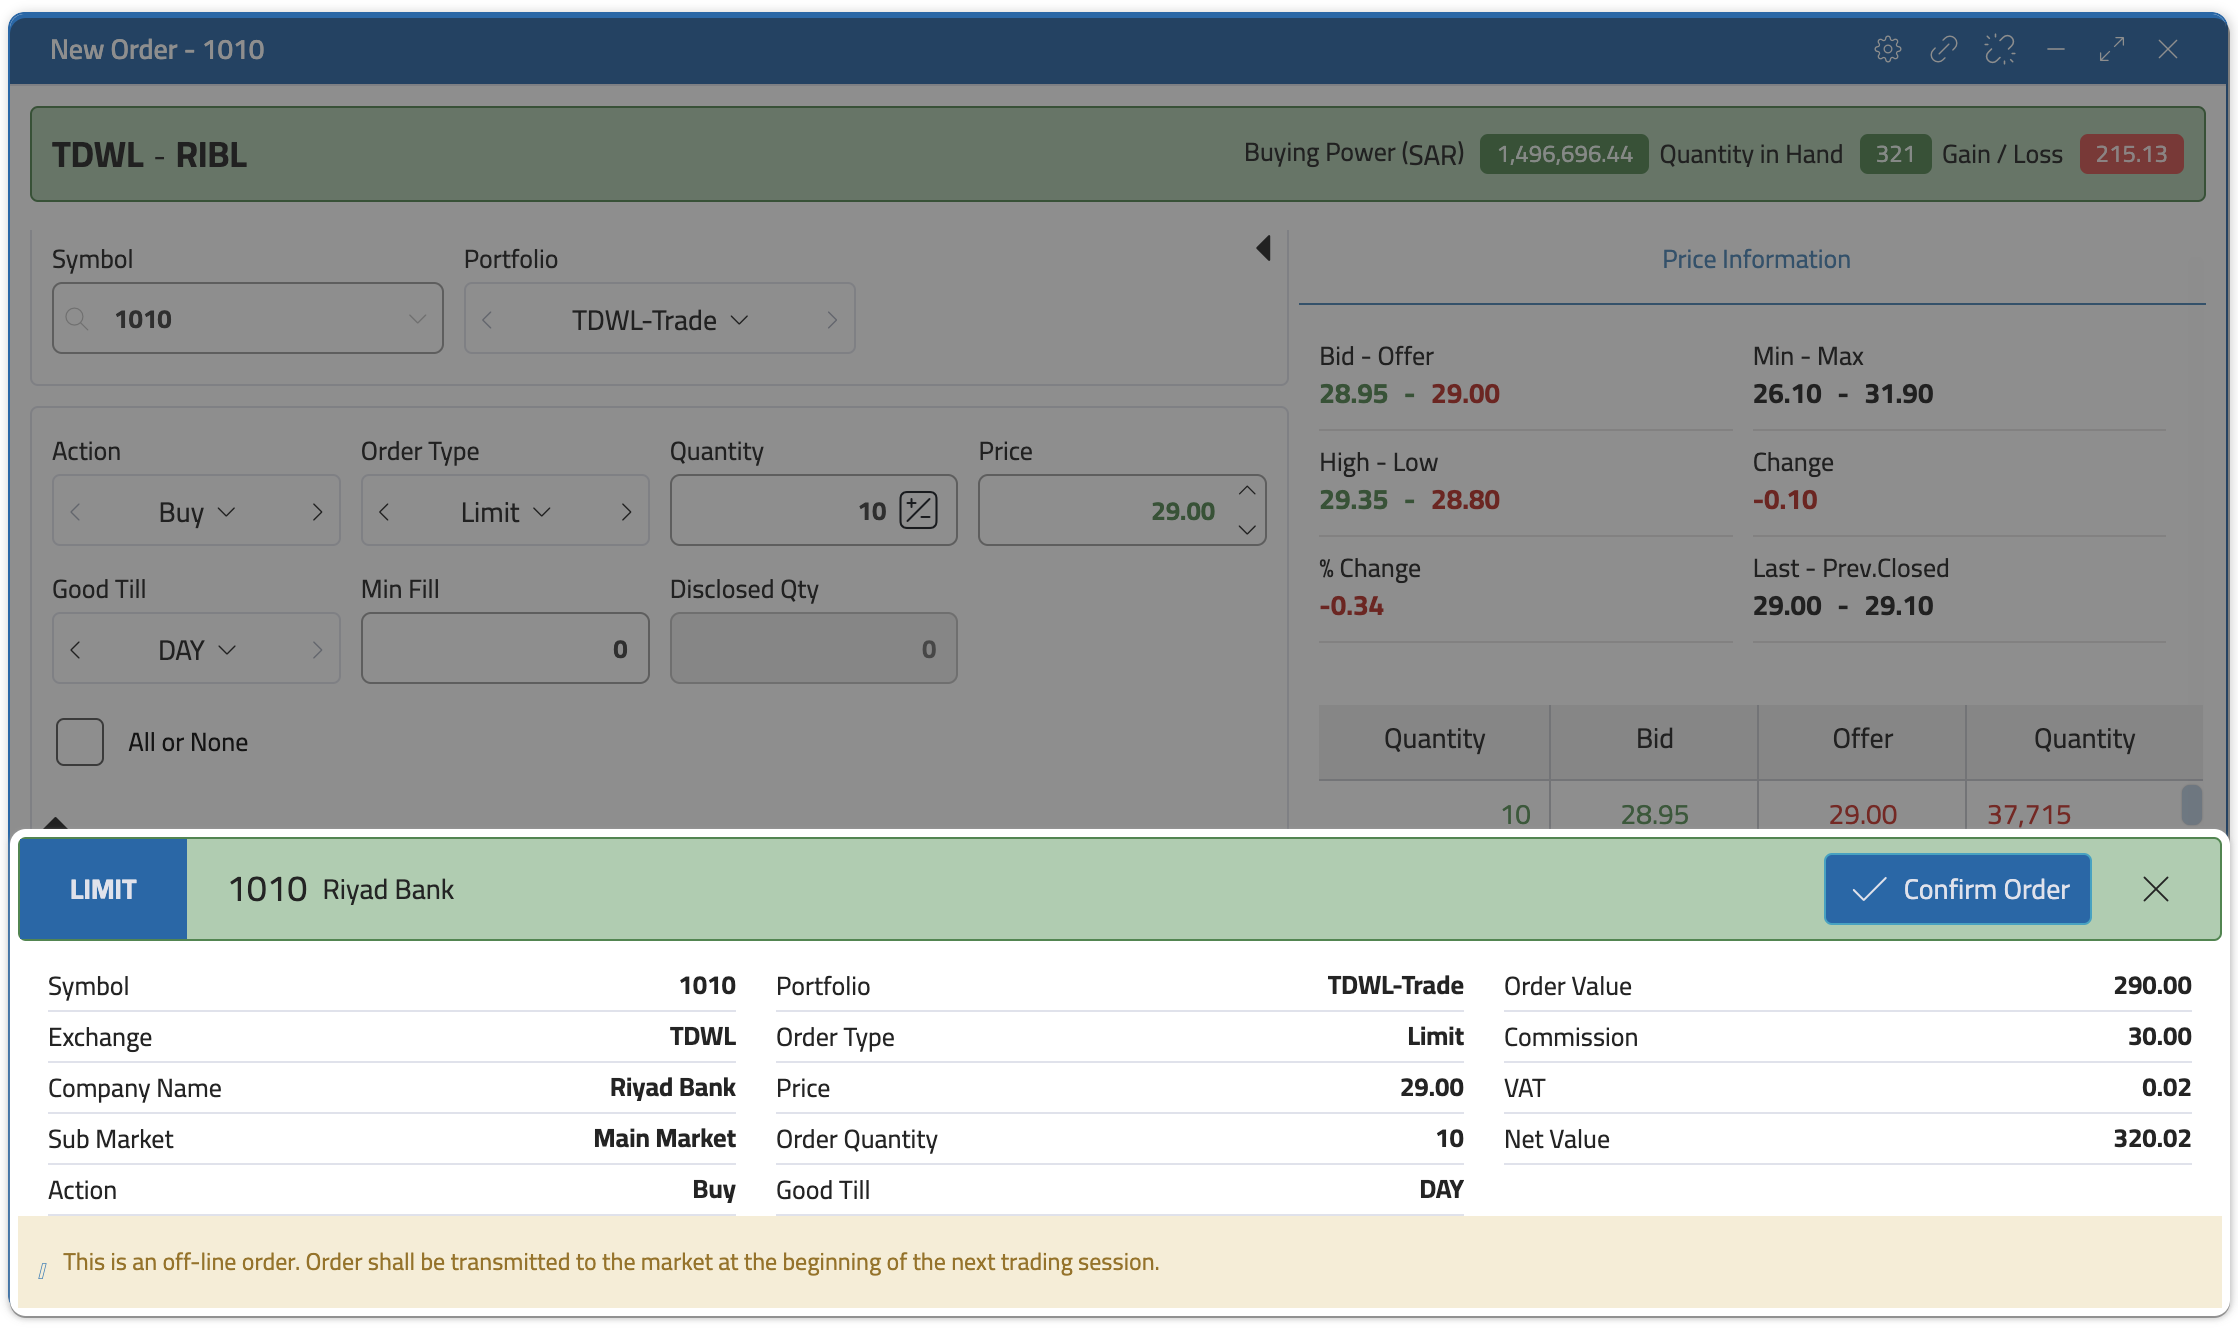 New Order - 1010
TDWL - RIBL
Buying Power (SAR) 1,496,696.44 Quantity in Hand 321 Gain / Loss 215.13
Symbol Portfolio
1010 TDWL-Trade
Action Order Type Quantity Price
Buy Limit 10 29.00
Good Till Min Fill Disclosed Qty
DAY 0 0
All or None
Price Information
Bid - Offer Min - Max
28.95 - 29.00 26.10 - 31.90
High - Low Change
29.35 - 28.80 -0.10
% Change Last - Prev.Closed
-0.34 29.00 - 29.10
Quantity Bid Offer Quantity
10 28.95 29.00 37,715
LIMIT 1010 Riyad Bank Confirm Order
Symbol 1010 Portfolio TDWL-Trade Order Value 290.00
Exchange TDWL Order Type Limit Commission 30.00
Company Name Riyad Bank Price 29.00 VAT 0.02
Sub Market Main Market Order Quantity 10 Net Value 320.02
Action Buy Good Till DAY
This is an off-line order. Order shall be transmitted to the market at the beginning of the next trading session.